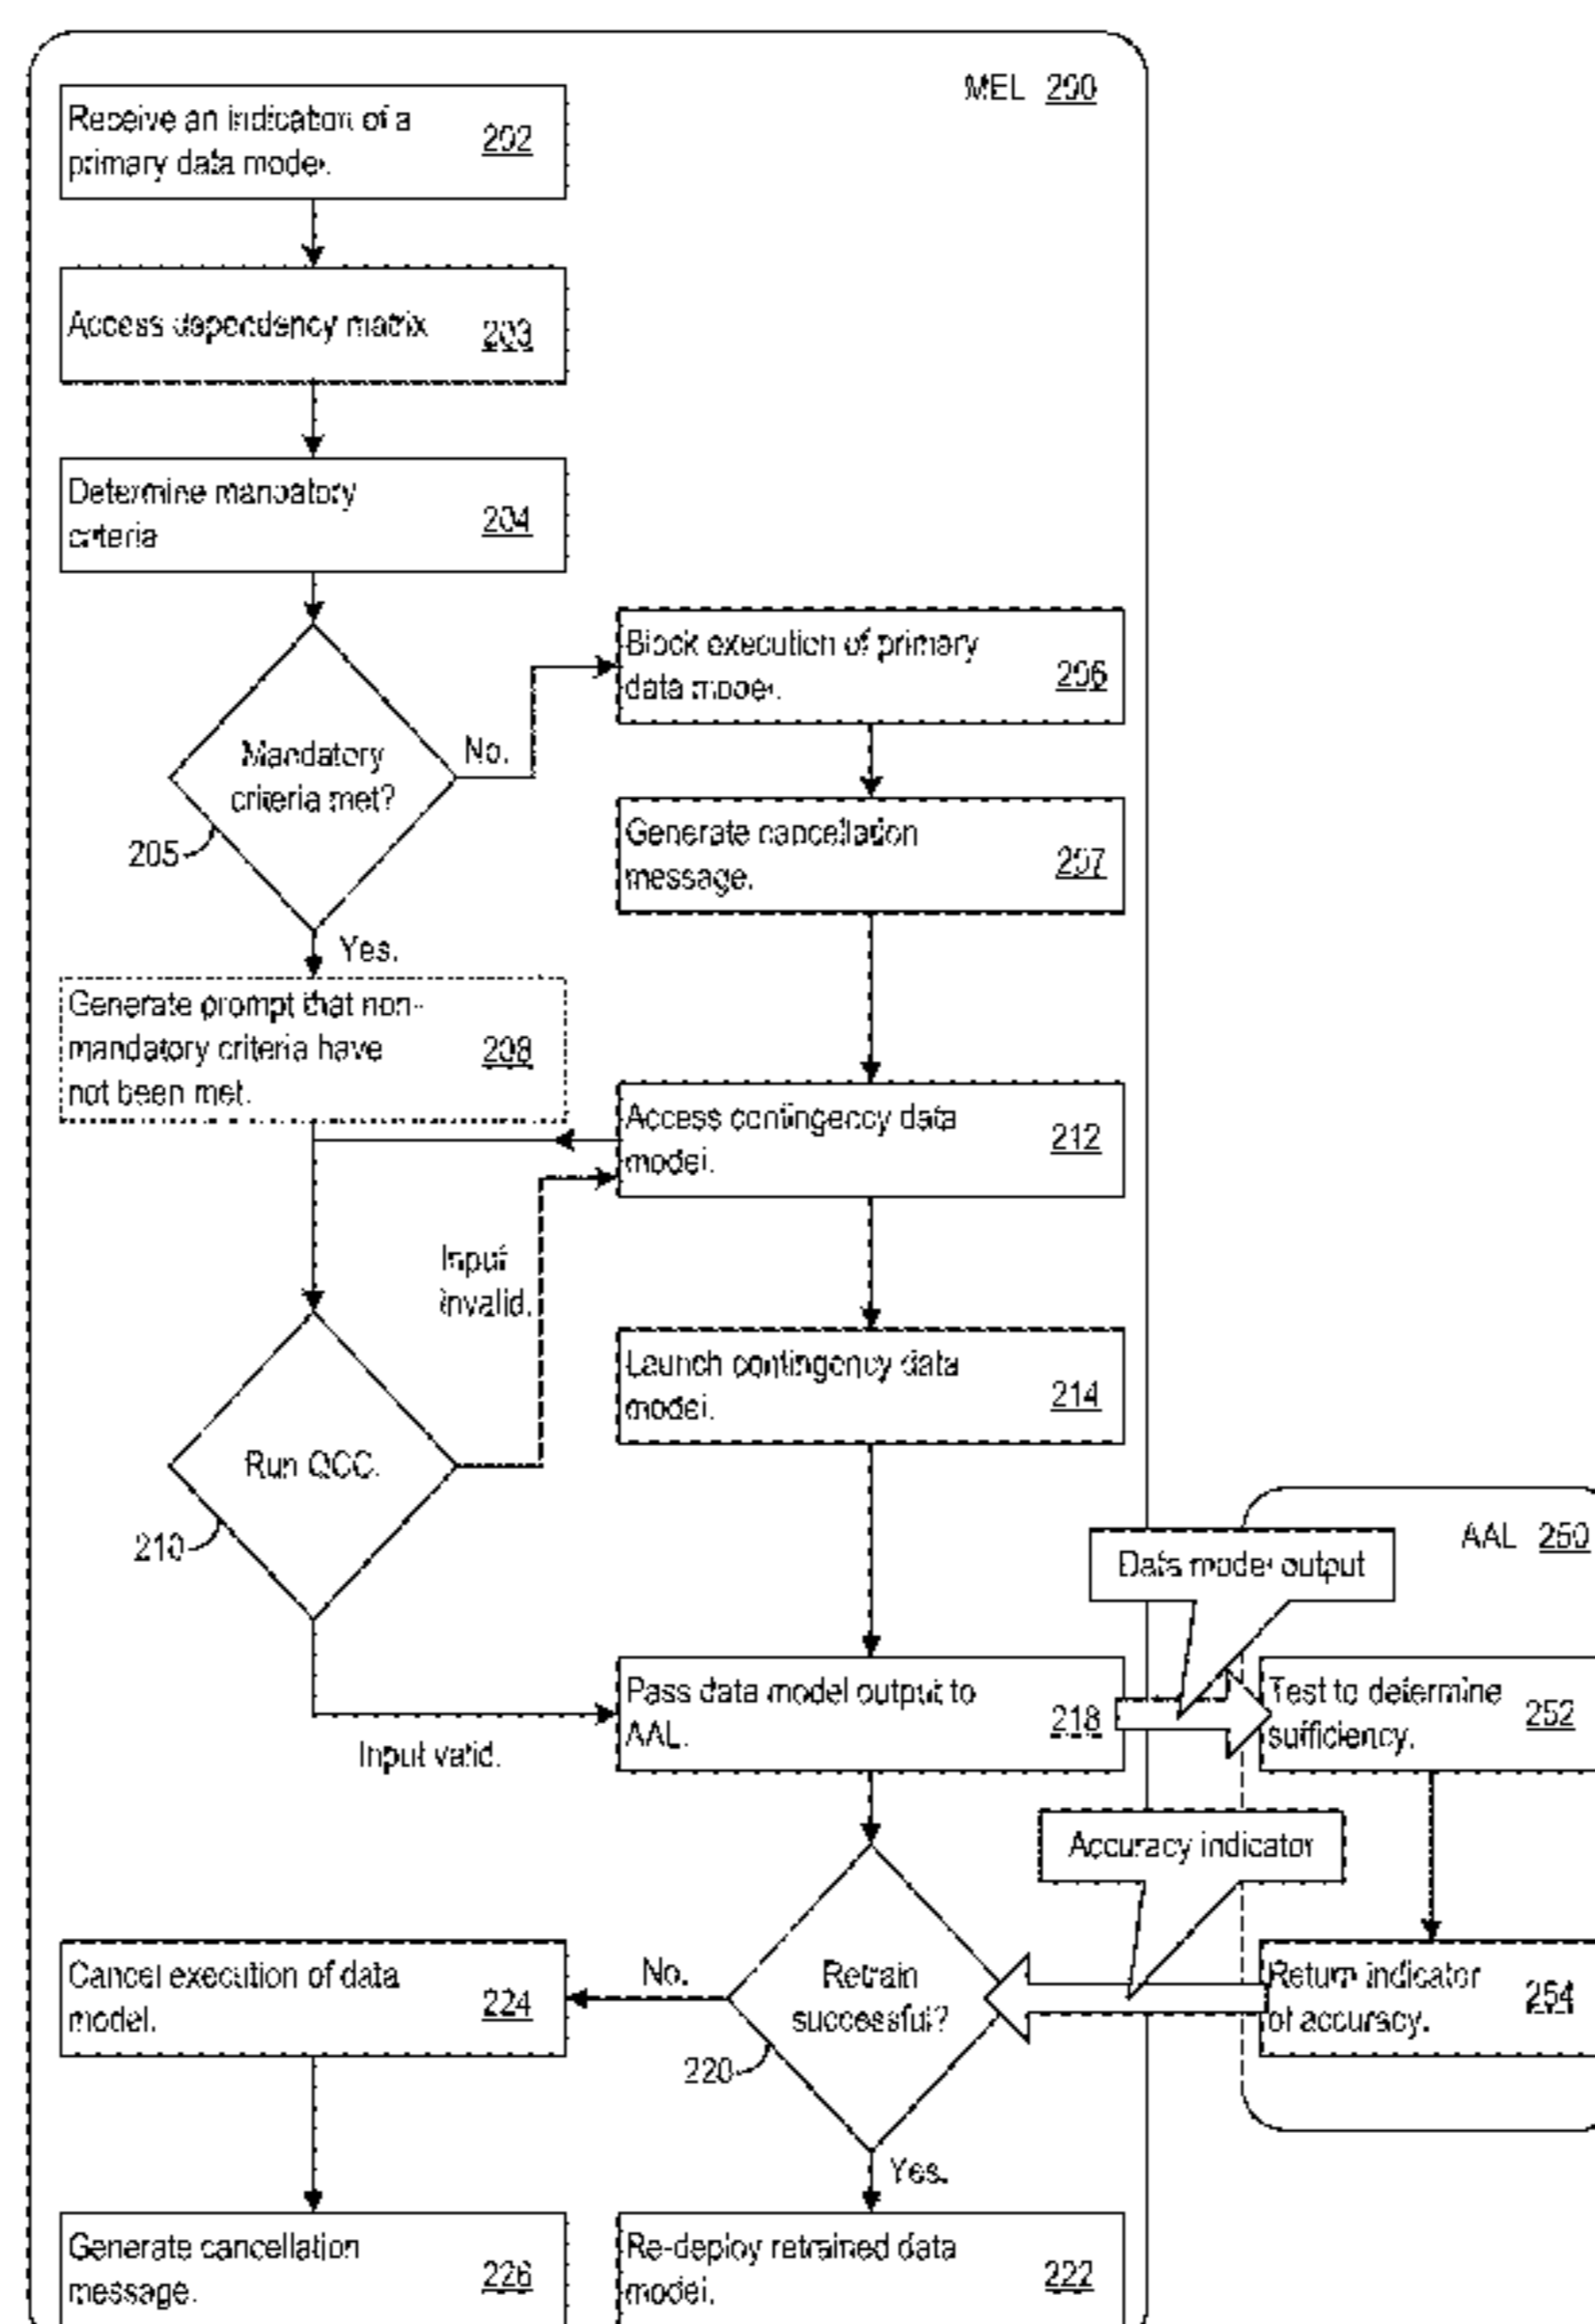 MEL 200
Receive an indication of a
primary data model.
202
Access dependency matrix
203
Determine mandatory
criteria
204
Mandatory
criteria met?
205
No.
Yes.
Block execution of primary
data model.
206
Generate cancellation
message.
207
Generate prompt that non-
mandatory criteria have
not been met.
208
Access contingency data
model.
212
Input
invalid.
Launch contingency data
model.
214
Run QCC.
210
Input valid.
Pass data model output to
AAL.
218
Data model output
AAL 250
Test to determine
sufficiency.
252
Accuracy indicator
Return indicator
of accuracy.
254
Retrain
successful?
220
No.
Yes.
Cancel execution of data
model.
224
Generate cancellation
message.
226
Re-deploy retrained data
model.
222